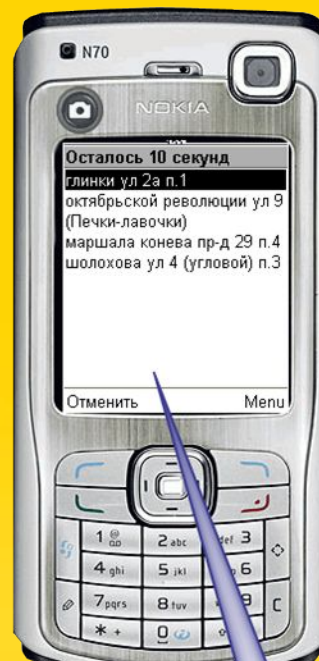 N70
NOKIA
Осталось 10 секунд
глинки ул 2а п.1
октябрьской революции ул 9
(Печки-лавочки)
маршала конева пр-д 29 п.4
шолохова ул 4 (угловой) п.3
Отменить Menu
1 2 abc def 3
4 ghi 5 jkl 6
7 pqrs 8 tuv 9
* + 0 C